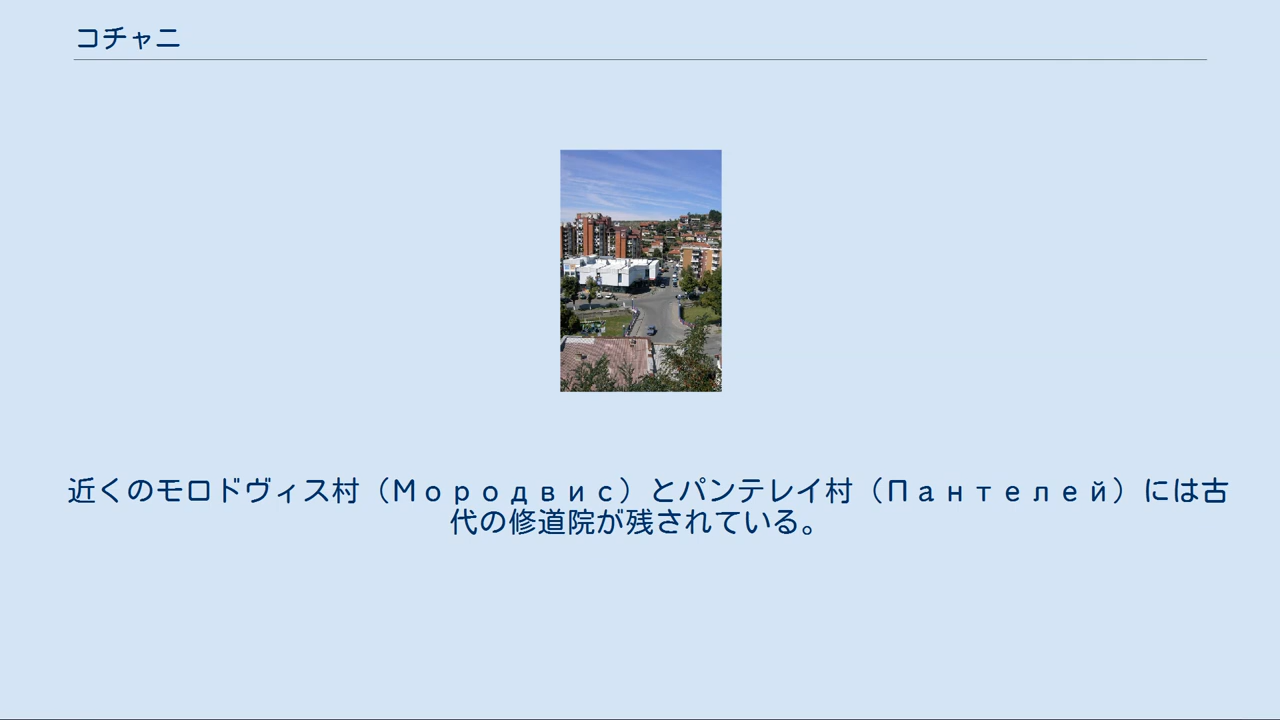 コチャニ
近くのモロドヴィス村（Мородвис）とパンテレイ村（Пантелей）には古
代の修道院が残されている。